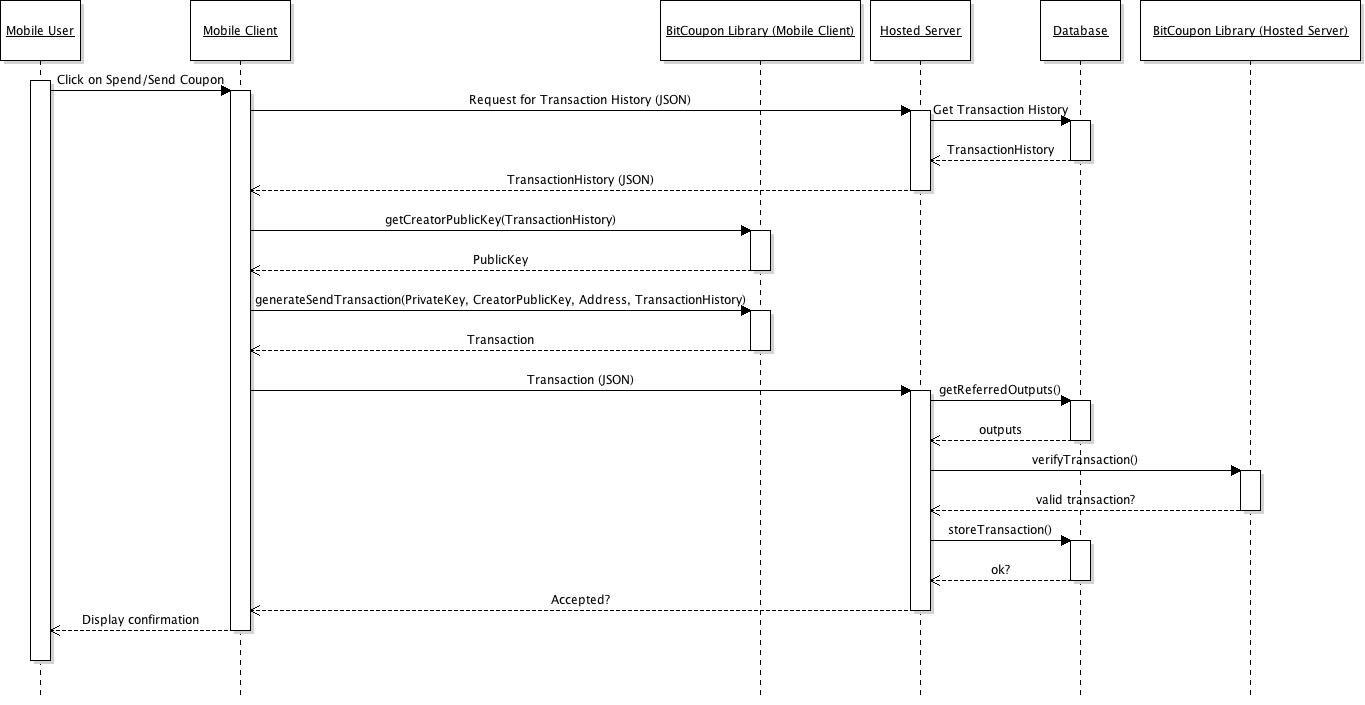 Mobile User
Mobile Client
BitCoupon Library (Mobile Client)
Hosted Server
Database
BitCoupon Library (Hosted Server)
Click on Spend/Send Coupon
Request for Transaction History (JSON)
Get Transaction History
TransactionHistory
TransactionHistory (JSON)
getCreatorPublicKey(TransactionHistory)
PublicKey
generateSendTransaction(PrivateKey, CreatorPublicKey, Address, TransactionHistory)
Transaction
Transaction (JSON)
getReferredOutputs()
outputs
verifyTransaction()
valid transaction?
storeTransaction()
ok?
Accepted?
Display confirmation